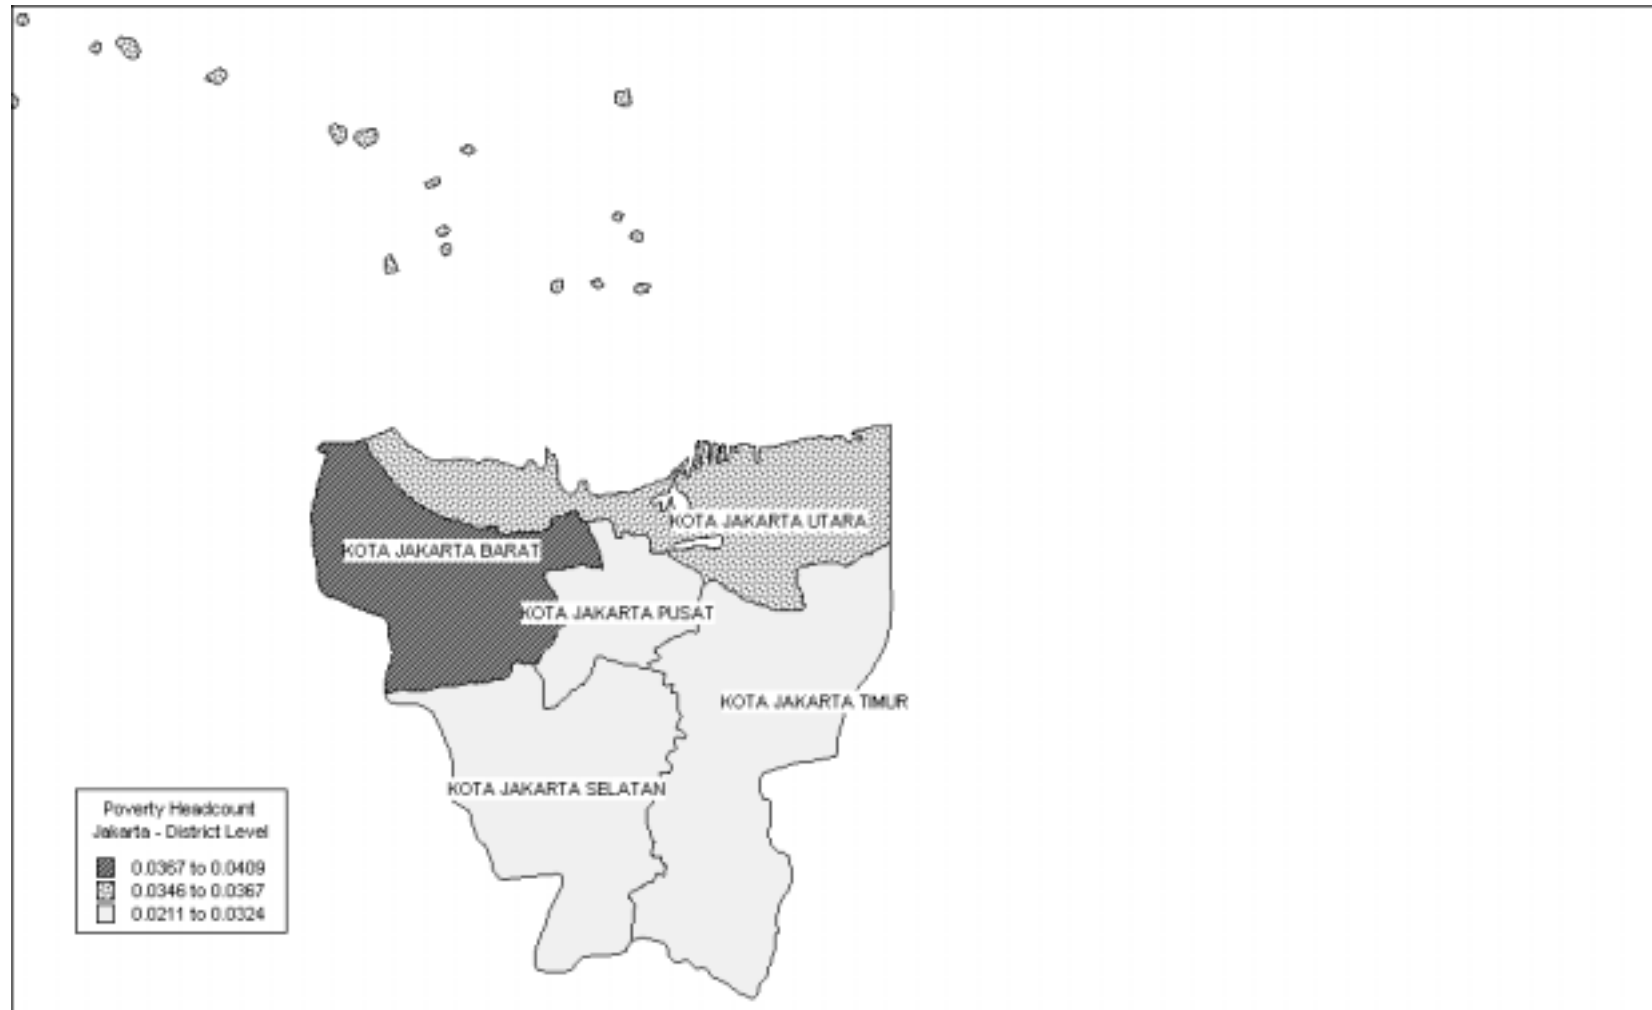 KOTA JAKARTA UTARA
KOTA JAKARTA BARAT
KOTA JAKARTA PUSAT
KOTA JAKARTA TIMUR
KOTA JAKARTA SELATAN
Poverty Headcount
Jakarta - District Level
0.0367 to 0.0409
0.0346 to 0.0367
0.0211 to 0.0324